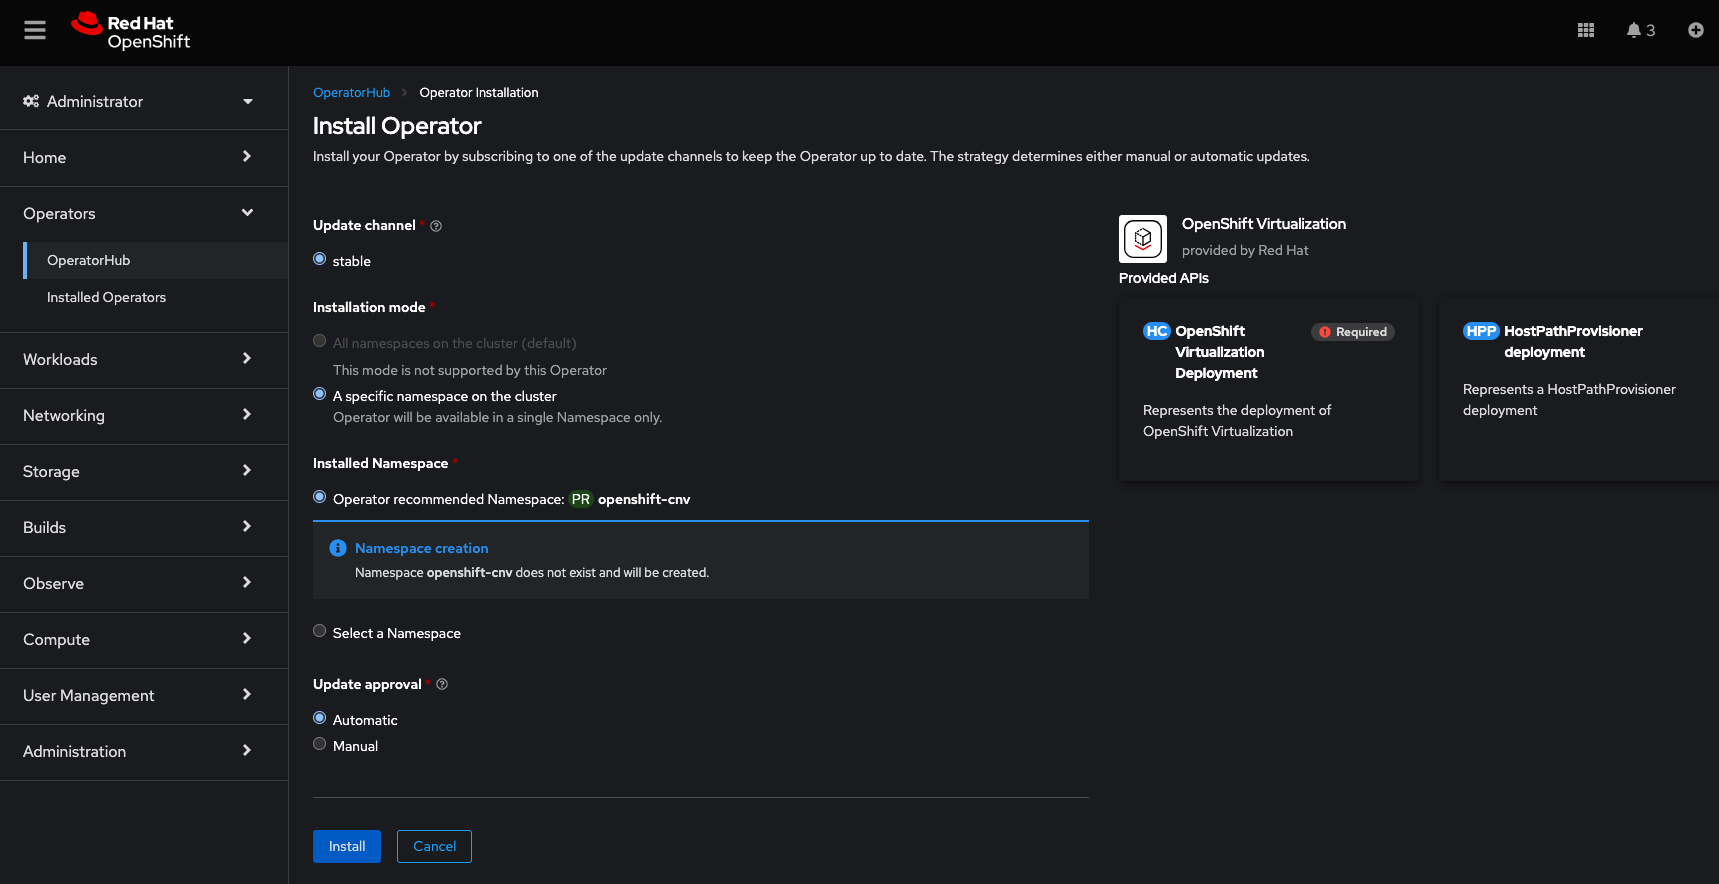 Red Hat
OpenShift
3
Administrator
Home
Operators
OperatorHub
Installed Operators
Workloads
Networking
Storage
Builds
Observe
Compute
User Management
Administration
OperatorHub > Operator Installation
Install Operator
Install your Operator by subscribing to one of the update channels to keep the Operator up to date. The strategy determines either manual or automatic updates.
Update channel *
stable
Installation mode *
All namespaces on the cluster (default)
This mode is not supported by this Operator
A specific namespace on the cluster
Operator will be available in a single Namespace only.
Installed Namespace *
Operator recommended Namespace: PR openshift-cnv
Namespace creation
Namespace openshift-cnv does not exist and will be created.
Select a Namespace
Update approval *
Automatic
Manual
Install
Cancel
OpenShift Virtualization
provided by Red Hat
Provided APIs
HC OpenShift
Virtualization
Deployment
Required
Represents the deployment of
OpenShift Virtualization
HPP HostPathProvisioner
deployment
Represents a HostPathProvisioner
deployment